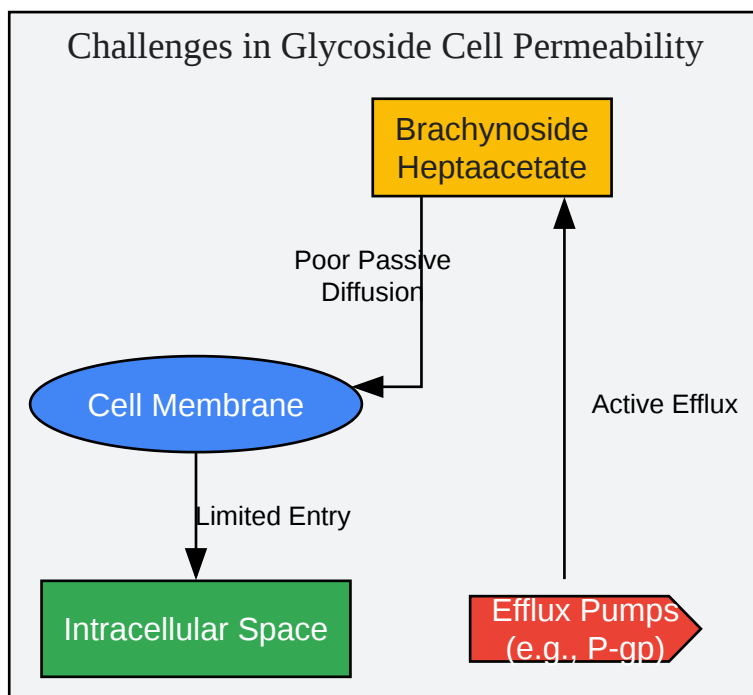 Challenges in Glycoside Cell Permeability
Brachynoside
Heptaacetate
Poor Passive
Diffusion
Cell Membrane
Active Efflux
Limited Entry
Intracellular Space
Efflux Pumps
(e.g., P-gp)